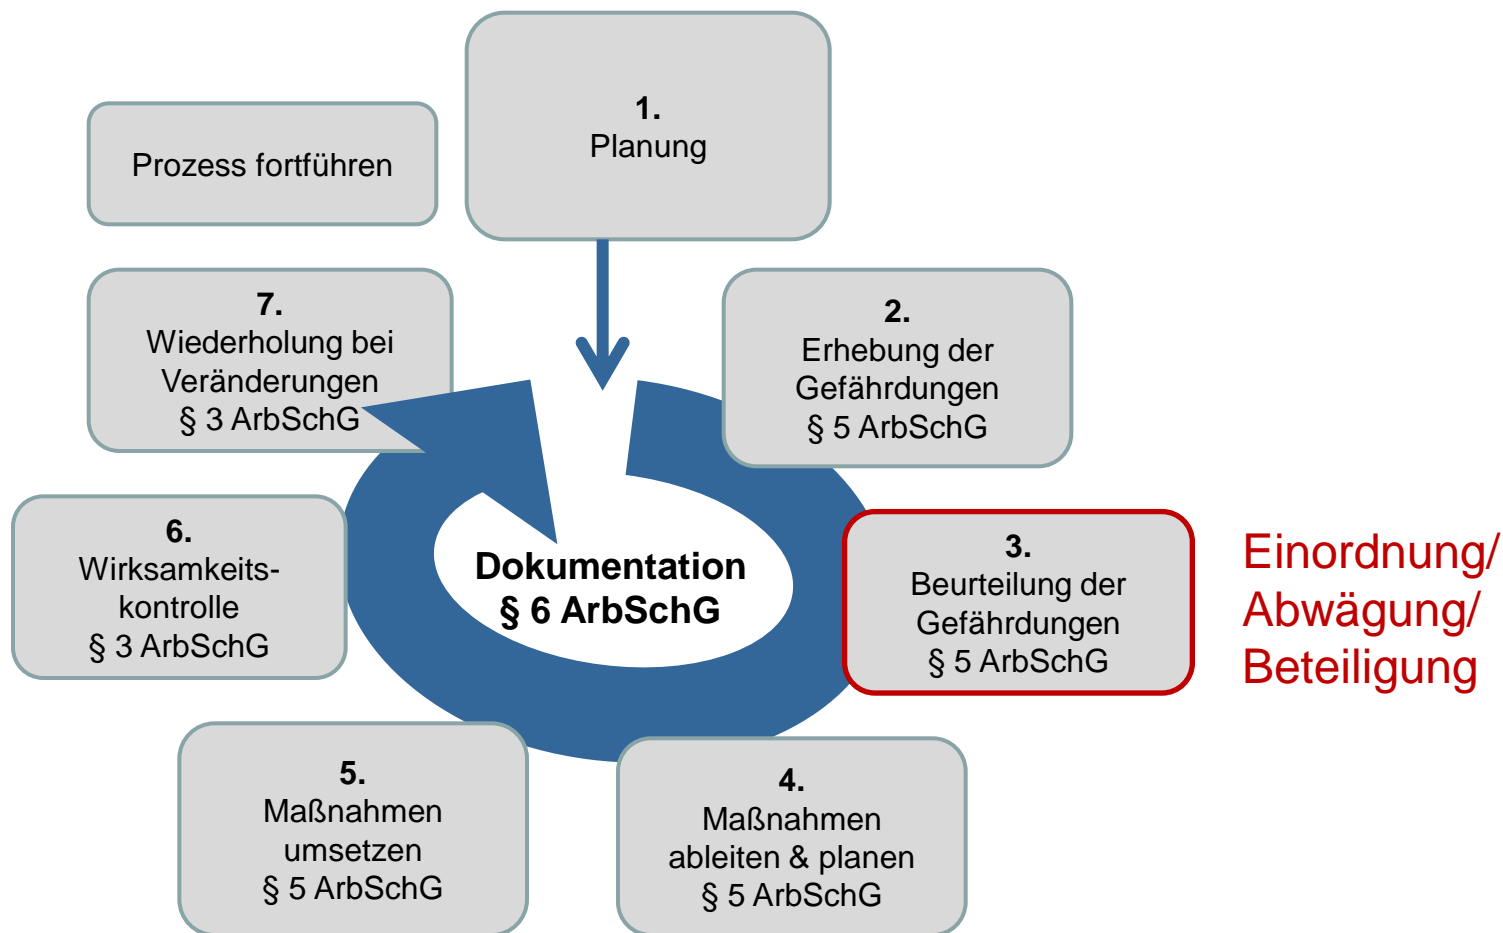 1.
Planung
Prozess fortführen
2.
Erhebung der
Gefährdungen
§ 5 ArbSchG
3.
Beurteilung der
Gefährdungen
§ 5 ArbSchG
Einordnung/
Abwägung/
Beteiligung
4.
Maßnahmen
ableiten & planen
§ 5 ArbSchG
5.
Maßnahmen
umsetzen
§ 5 ArbSchG
6.
Wirksamkeits-
kontrolle
§ 3 ArbSchG
7.
Wiederholung bei
Veränderungen
§ 3 ArbSchG
Dokumentation
§ 6 ArbSchG